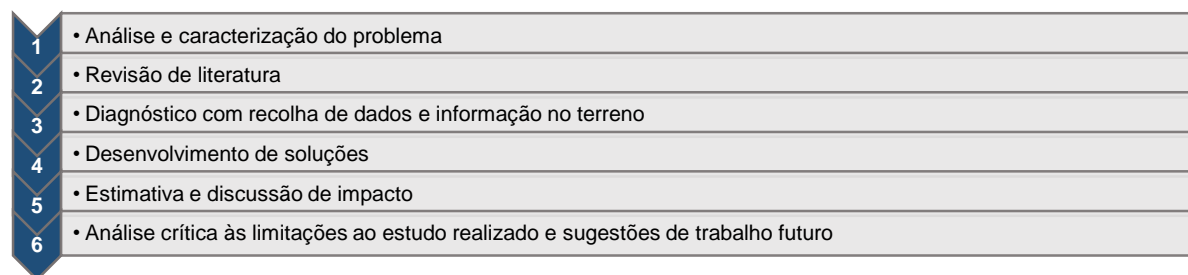 1 • Análise e caracterização do problema
2 • Revisão de literatura
3 • Diagnóstico com recolha de dados e informação no terreno
4 • Desenvolvimento de soluções
5 • Estimativa e discussão de impacto
6 • Análise crítica às limitações ao estudo realizado e sugestões de trabalho futuro